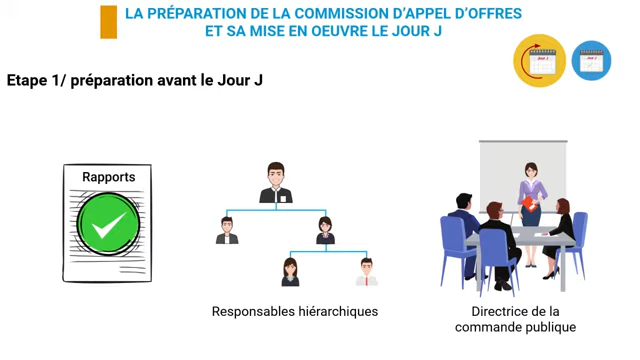 LA PRÉPARATION DE LA COMMISSION D'APPEL D'OFFRES
ET SA MISE EN OEUVRE LE JOUR J
Etape 1/ préparation avant le Jour J
Rapports
Responsables hiérarchiques
Directrice de la
commande publique